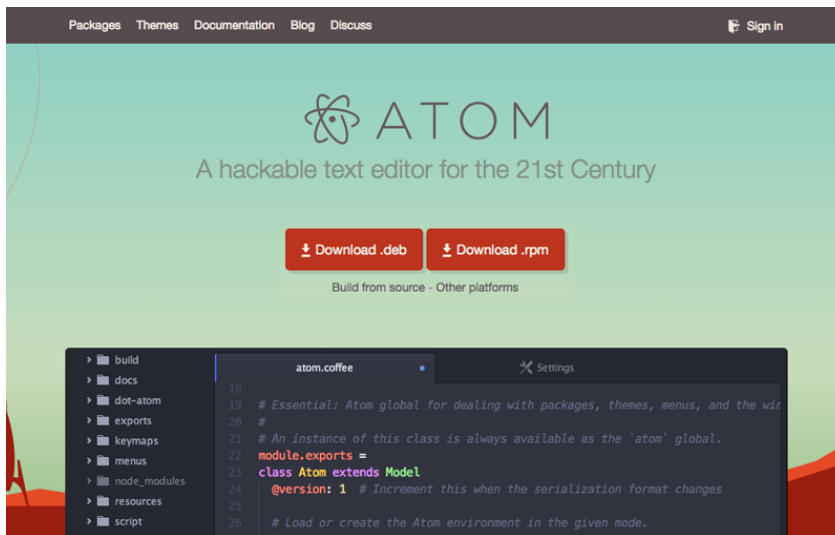 Packages Themes Documentation Blog Discuss Sign in
ATOM
A hackable text editor for the 21st Century
Download .deb Download .rpm
Build from source - Other platforms
build
docs
dot-atom
exports
keymaps
menus
node_modules
resources
script
atom.coffee Settings
18
19 # Essential: Atom global for dealing with packages, themes, menus, and the win
20 #
21 # An instance of this class is always available as the `atom` global.
22 module.exports =
23 class Atom extends Model
24 @version: 1 # Increment this when the serialization format changes
25
26 # Load or create the Atom environment in the given mode.